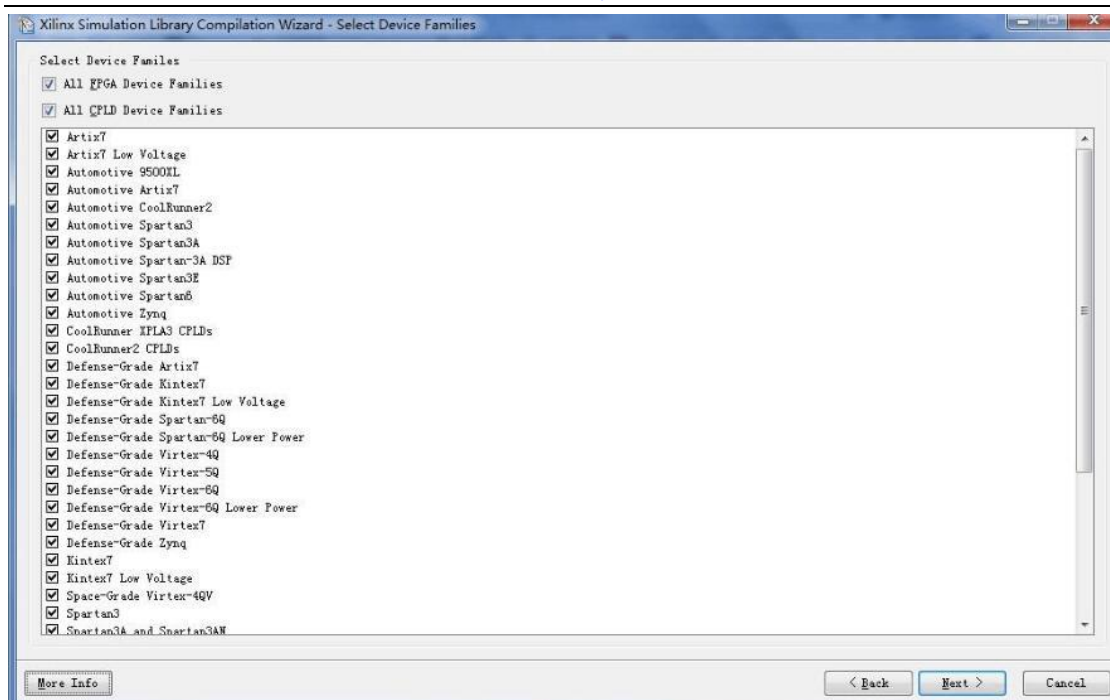 Xilinx Simulation Library Compilation Wizard - Select Device Families
Select Device Familes
All FPGA Device Families
All CPLD Device Families
Artix7
Artix7 Low Voltage
Automotive 9500XL
Automotive Artix7
Automotive CoolRunner2
Automotive Spartan3
Automotive Spartan3A
Automotive Spartan-3A DSP
Automotive Spartan3E
Automotive Spartan6
Automotive Zynq
CoolRunner XPLA3 CPLDs
CoolRunner2 CPLDs
Defense-Grade Artix7
Defense-Grade Kintex7
Defense-Grade Kintex7 Low Voltage
Defense-Grade Spartan-6Q
Defense-Grade Spartan-6Q Lower Power
Defense-Grade Virtex-4Q
Defense-Grade Virtex-5Q
Defense-Grade Virtex-6Q
Defense-Grade Virtex-6Q Lower Power
Defense-Grade Virtex7
Defense-Grade Zynq
Kintex7
Kintex7 Low Voltage
Space-Grade Virtex-4QV
Spartan3
Spartan3A and Spartan3AN
More Info
< Back
Next >
Cancel